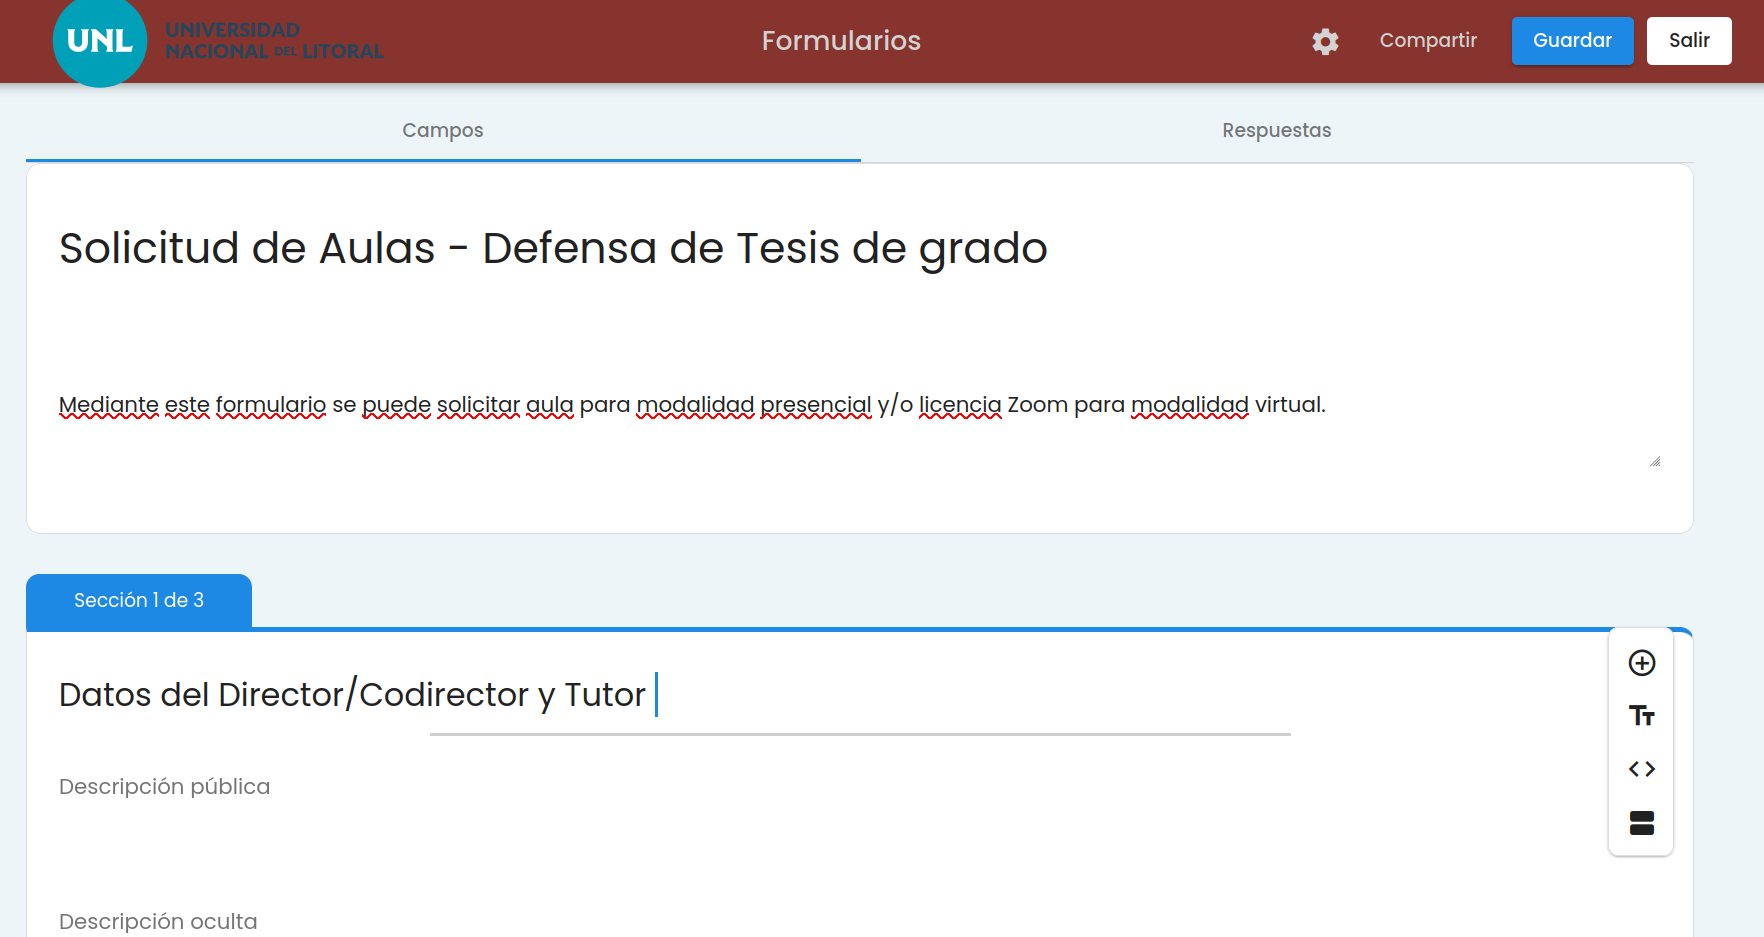 UNL
UNIVERSIDAD
NACIONAL DEL LITORAL
Formularios
Compartir
Guardar
Salir
Campos
Respuestas
Solicitud de Aulas - Defensa de Tesis de grado
Mediante este formulario se puede solicitar aula para modalidad presencial y/o licencia Zoom para modalidad virtual.
Sección 1 de 3
Datos del Director/Codirector y Tutor
Descripción pública
Descripción oculta